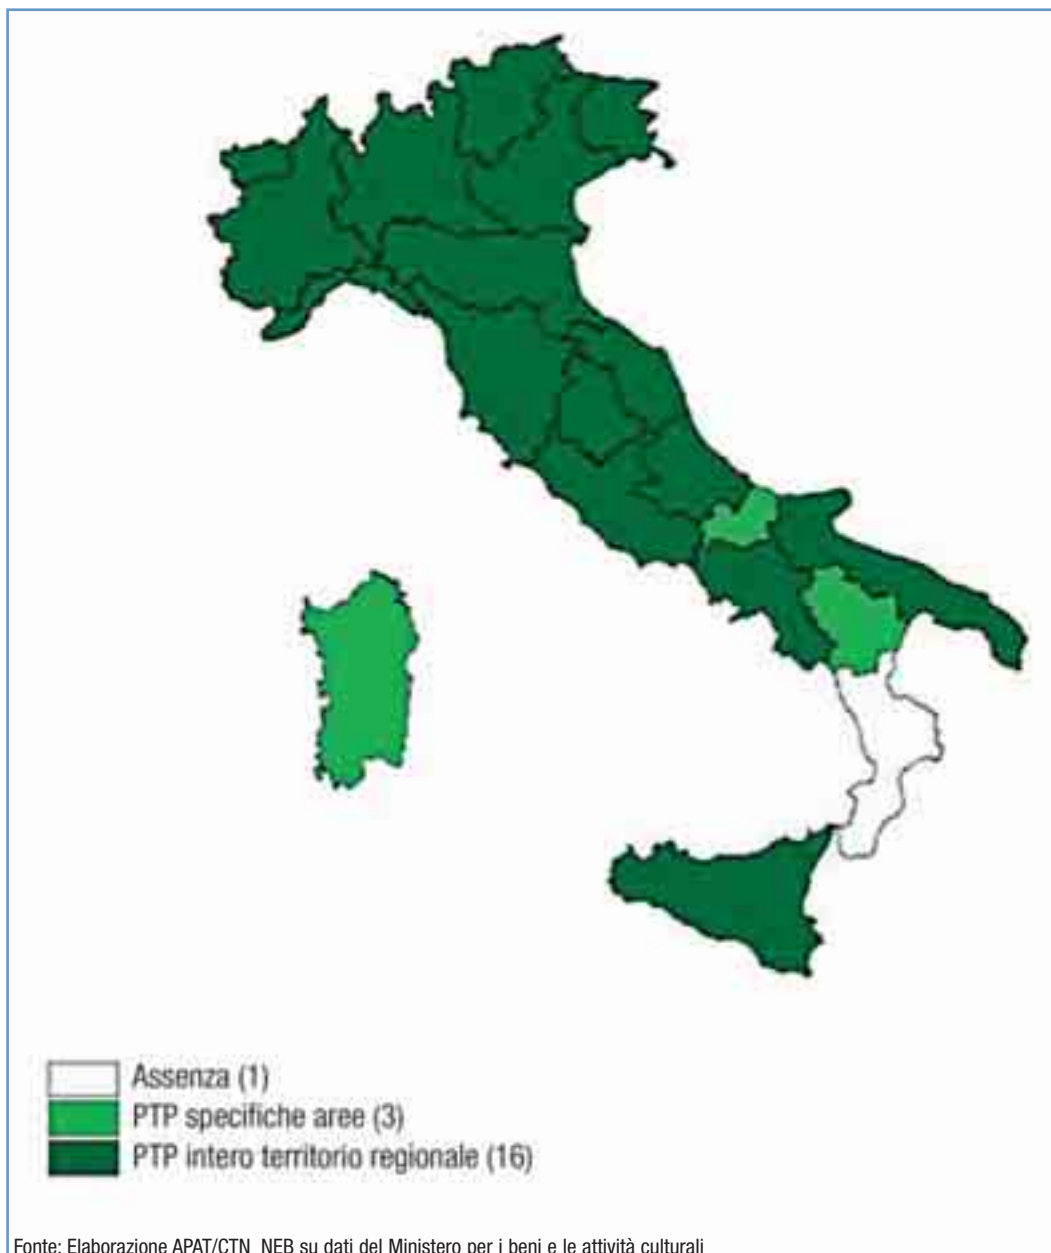 Assenza (1)
PTP specifiche aree (3)
PTP intero territorio regionale (16)
Fonte: Elaborazione APAT/CTN_NEB su dati del Ministero per i beni e le attività culturali